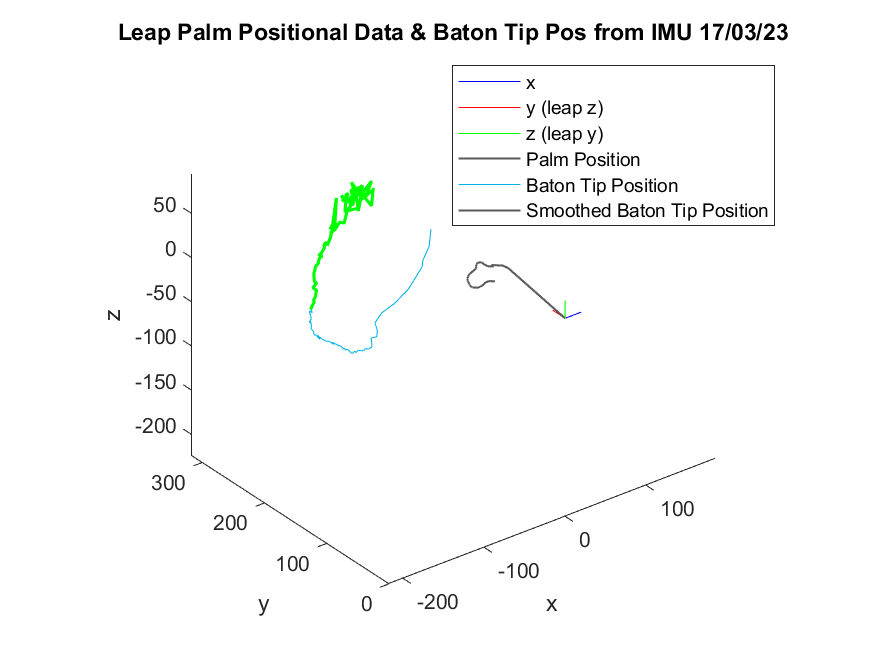 Leap Palm Positional Data & Baton Tip Pos from IMU 17/03/23
x
y (leap z)
z (leap y)
Palm Position
Baton Tip Position
Smoothed Baton Tip Position
50
0
-50
-100
-150
-200
z
300
200
100
0
y
-200
-100
0
100
x